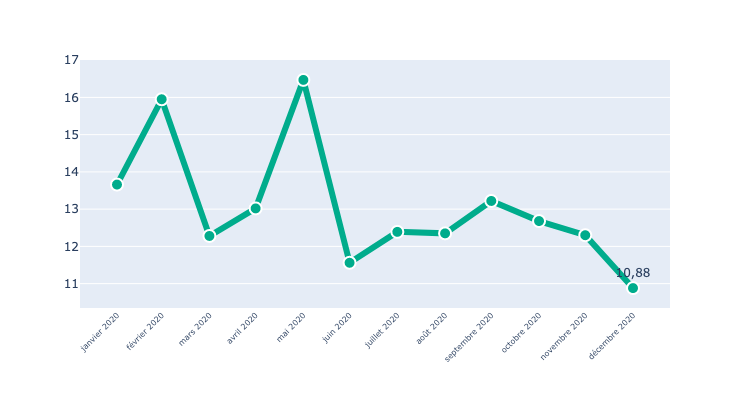 17
16
15
14
13
12
11
10,88
janvier 2020
février 2020
mars 2020
avril 2020
mai 2020
juin 2020
juillet 2020
août 2020
septembre 2020
octobre 2020
novembre 2020
décembre 2020